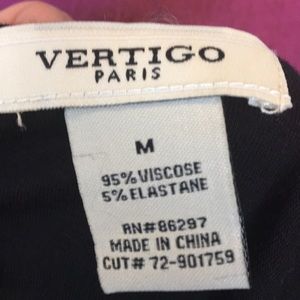 VERTIGO
PARIS
M
95% VISCOSE
5% ELASTANE
RN#86297
MADE IN CHINA
CUT# 72-901759